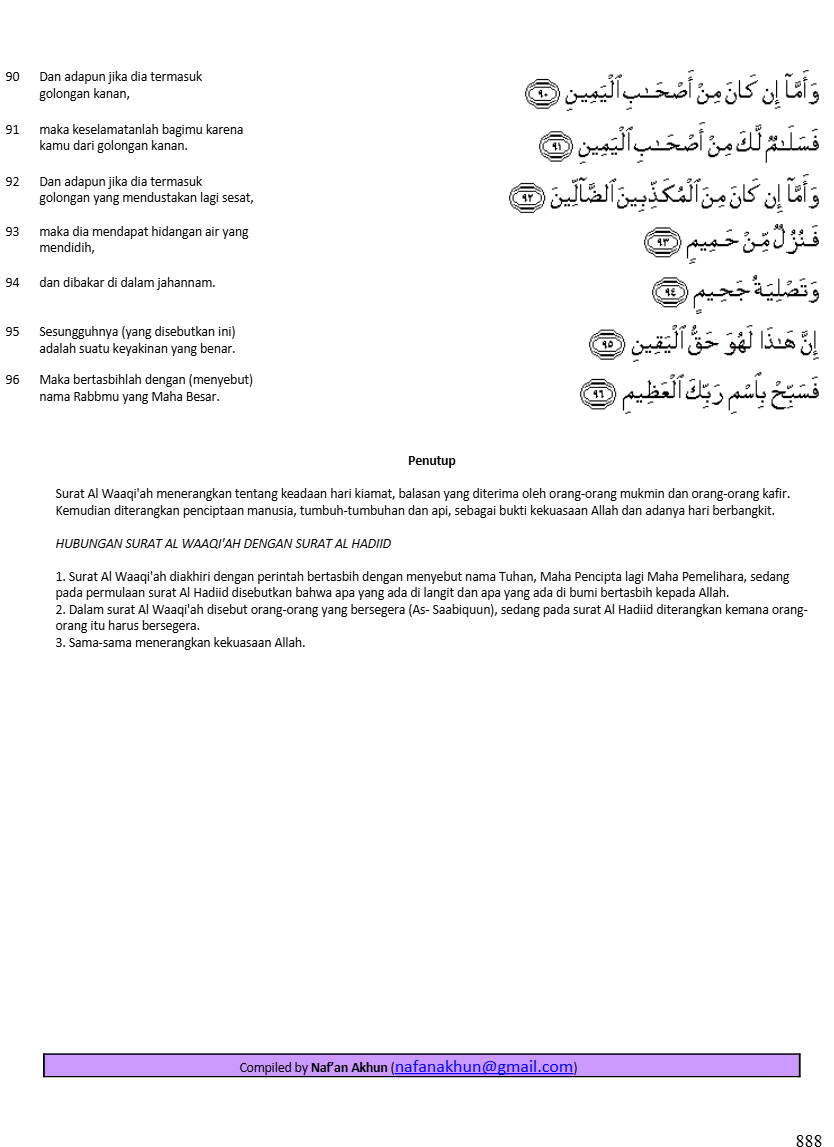 90 Dan adapun jika dia termasuk
golongan kanan,
وَأَمَّآ إِن كَانَ مِنْ أَصْحَـٰبِ ٱلْيَمِينِ ٩٠
91 maka keselamatanlah bagimu karena
kamu dari golongan kanan.
فَسَلَـٰمٌ لَّكَ مِنْ أَصْحَـٰبِ ٱلْيَمِينِ ٩١
92 Dan adapun jika dia termasuk
golongan yang mendustakan lagi sesat,
وَأَمَّآ إِن كَانَ مِنَ ٱلْمُكَذِّبِينَ ٱلضَّآلِّينَ ٩٢
93 maka dia mendapat hidangan air yang
mendidih,
فَنُزُلٌ مِّنْ حَمِيمٍ ٩٣
94 dan dibakar di dalam jahannam.
وَتَصْلِيَةُ جَحِيمٍ ٩٤
95 Sesungguhnya (yang disebutkan ini)
adalah suatu keyakinan yang benar.
إِنَّ هَـٰذَا لَهُوَ حَقُّ ٱلْيَقِينِ ٩٥
96 Maka bertasbihlah dengan (menyebut)
nama Rabbmu yang Maha Besar.
فَسَبِّحْ بِٱسْمِ رَبِّكَ ٱلْعَظِيمِ ٩٦
Penutup
Surat Al Waaqi'ah menerangkan tentang keadaan hari kiamat, balasan yang diterima oleh orang-orang mukmin dan orang-orang kafir.
Kemudian diterangkan penciptaan manusia, tumbuh-tumbuhan dan api, sebagai bukti kekuasaan Allah dan adanya hari berbangkit.
HUBUNGAN SURAT AL WAAQI'AH DENGAN SURAT AL HADIID
1. Surat Al Waaqi'ah diakhiri dengan perintah bertasbih dengan menyebut nama Tuhan, Maha Pencipta lagi Maha Pemelihara, sedang
pada permulaan surat Al Hadiid disebutkan bahwa apa yang ada di langit dan apa yang ada di bumi bertasbih kepada Allah.
2. Dalam surat Al Waaqi'ah disebut orang-orang yang bersegera (As- Saabiquun), sedang pada surat Al Hadiid diterangkan kemana orang-
orang itu harus bersegera.
3. Sama-sama menerangkan kekuasaan Allah.
Compiled by Naf’an Akhun (nafanakhun@gmail.com)
888